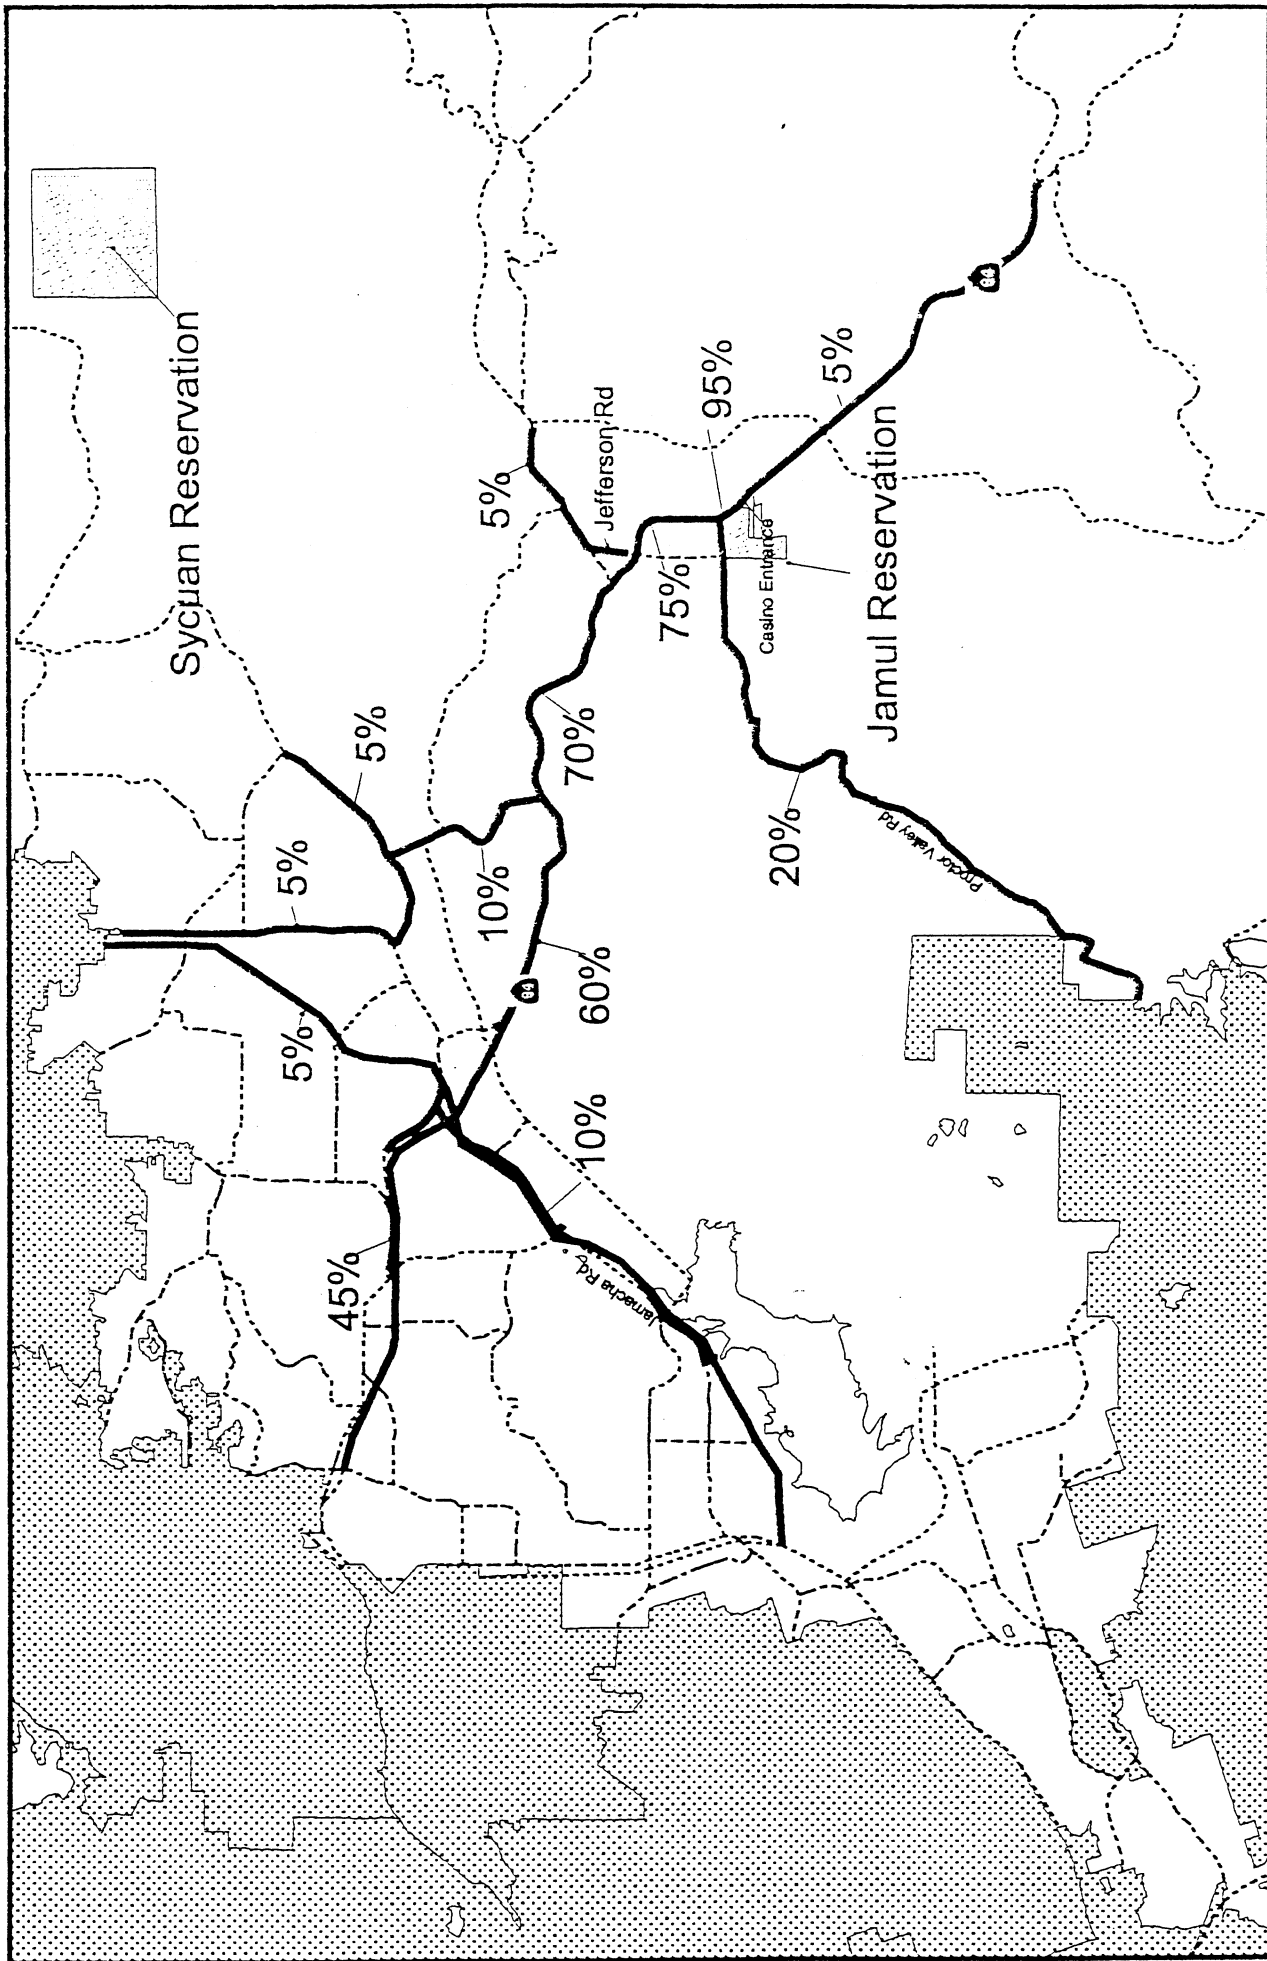 Sycuan Reservation
5%
5%
5%
5%
Jefferson Rd
95%
5%
75%
Casino Entrance
Jamul Reservation
70%
10%
60%
94
94
20%
Proctor Valley Rd
45%
10%
Jamacha Rd